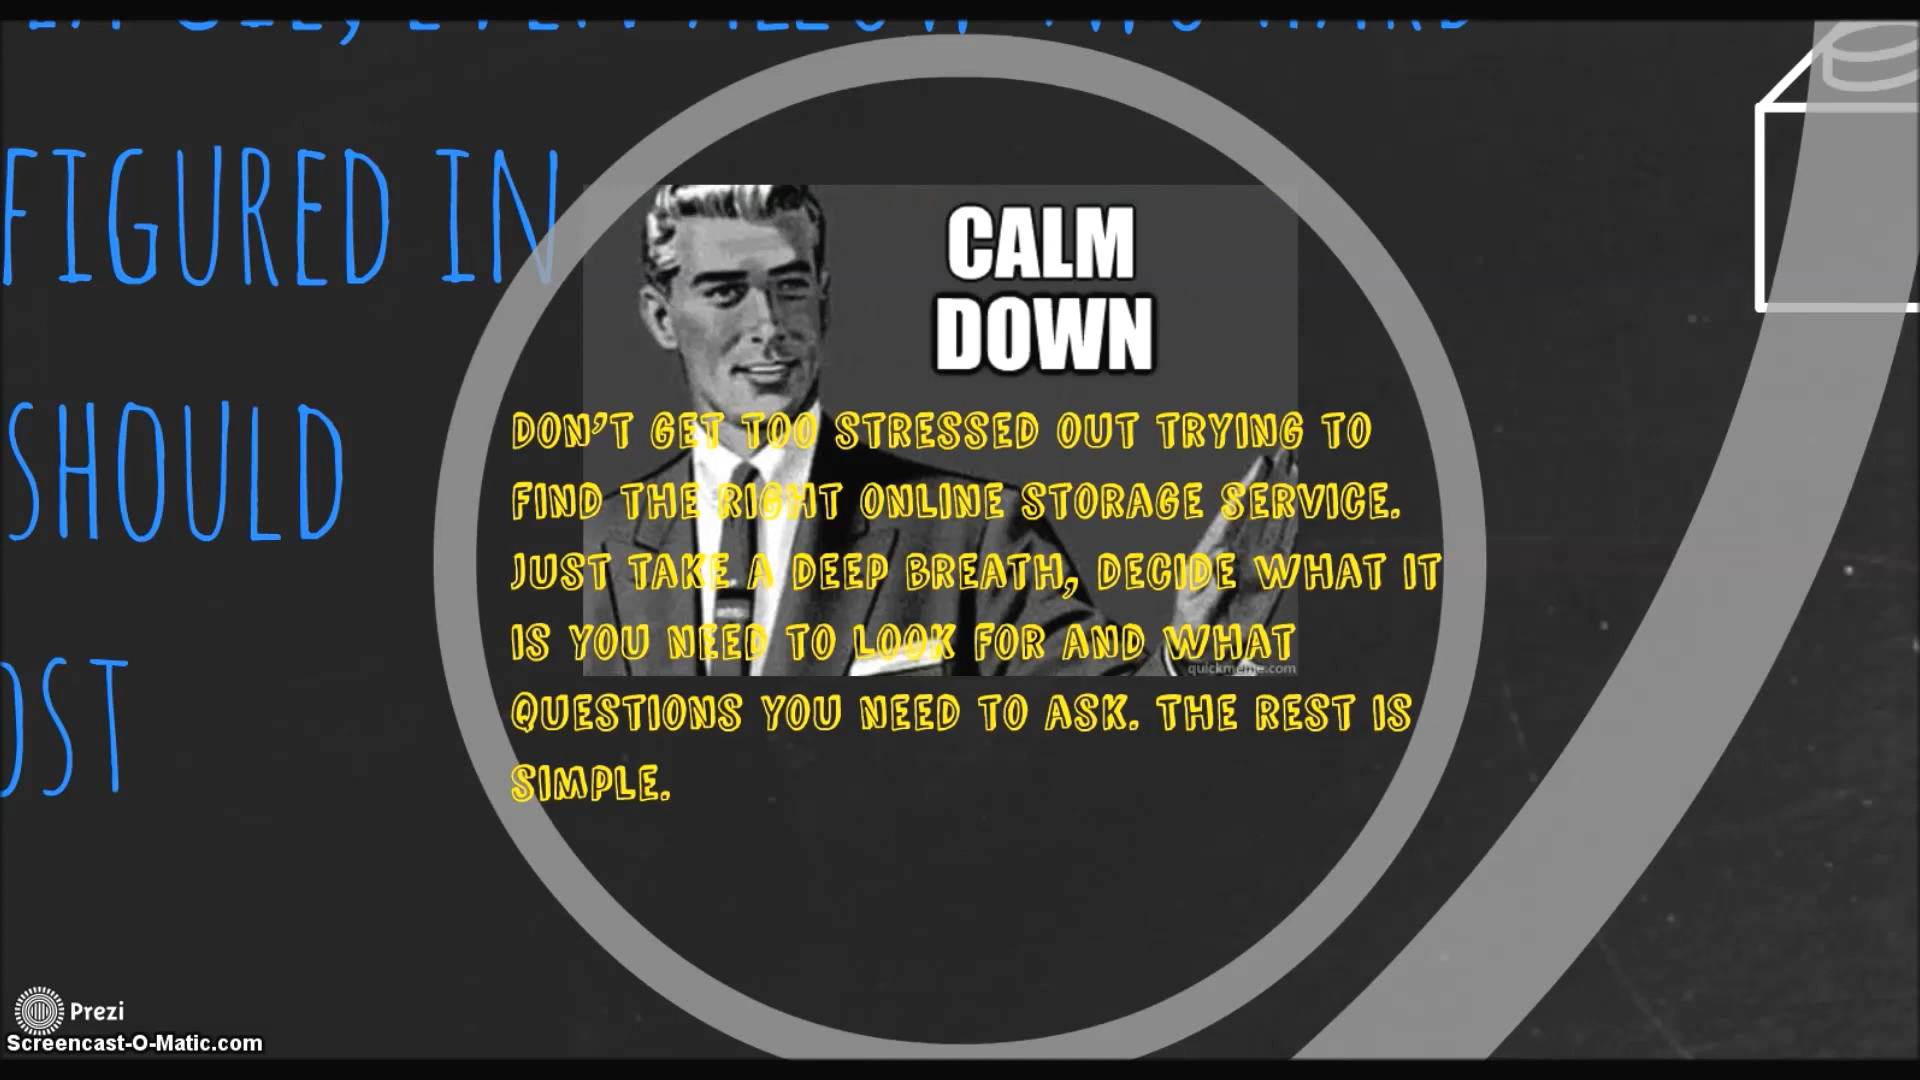 FIGURED IN
SHOULD
CALM
DOWN
DON'T GET TOO STRESSED OUT TRYING TO
FIND THE RIGHT ONLINE STORAGE SERVICE.
JUST TAKE A DEEP BREATH, DECIDE WHAT IT
IS YOU NEED TO LOOK FOR AND WHAT
quickmeme.com
QUESTIONS YOU NEED TO ASK. THE REST IS
SIMPLE.
Prezi
Screencast-O-Matic.com